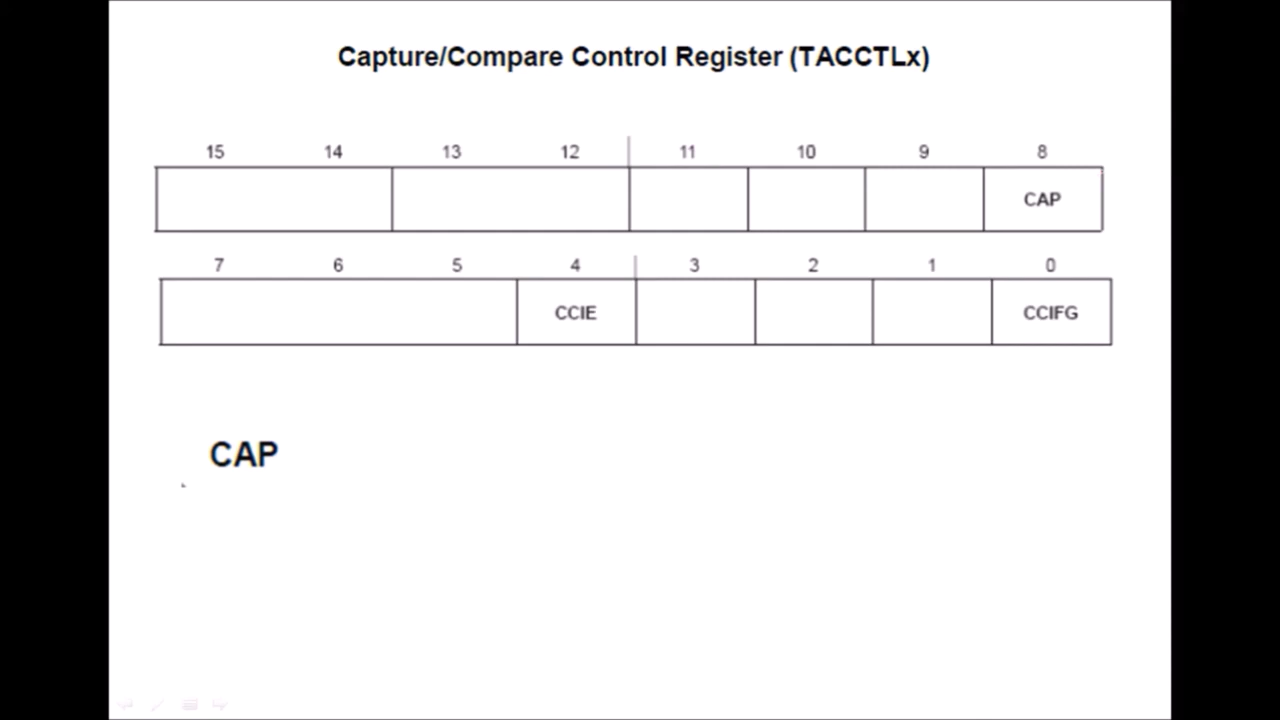 Capture/Compare Control Register (TACCTLx)
15 14 13 12 11 10 9 8
CAP
7 6 5 4 3 2 1 0
CCIE CCIFG
CAP